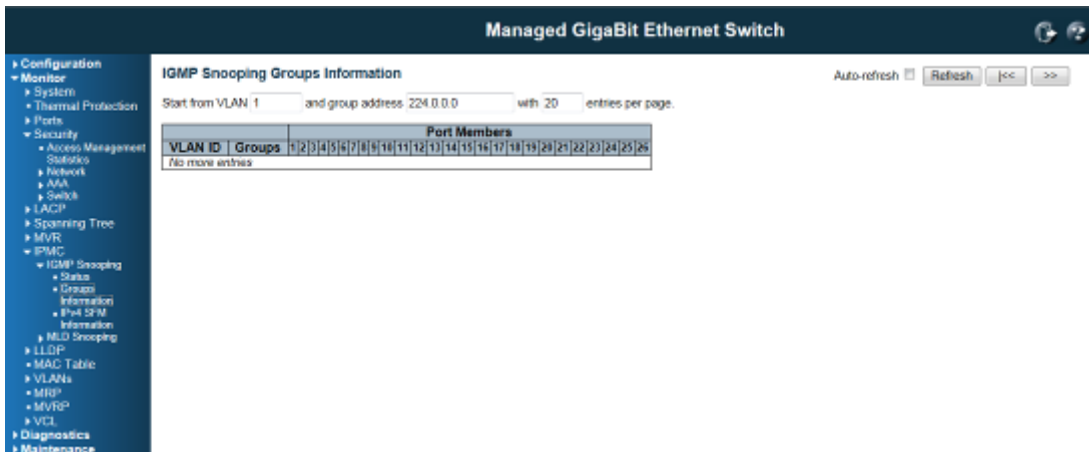 Managed GigaBit Ethernet Switch
Configuration
Monitor
System
Thermal Protection
Ports
Security
Access Management
Statistics
Network
AAA
Switch
LACP
Spanning Tree
MVR
IPMC
IGMP Snooping
Status
Groups
Information
IPv4 SFM
Information
MLD Snooping
LLDP
MAC Table
VLANs
MRP
MVRP
VCL
Diagnostics
Maintenance
IGMP Snooping Groups Information
Auto-refresh Refresh |<< >>
Start from VLAN 1 and group address 224.0.0.0 with 20 entries per page.
Port Members
VLAN ID Groups 1 2 3 4 5 6 7 8 9 10 11 12 13 14 15 16 17 18 19 20 21 22 23 24 25 26
No more entries